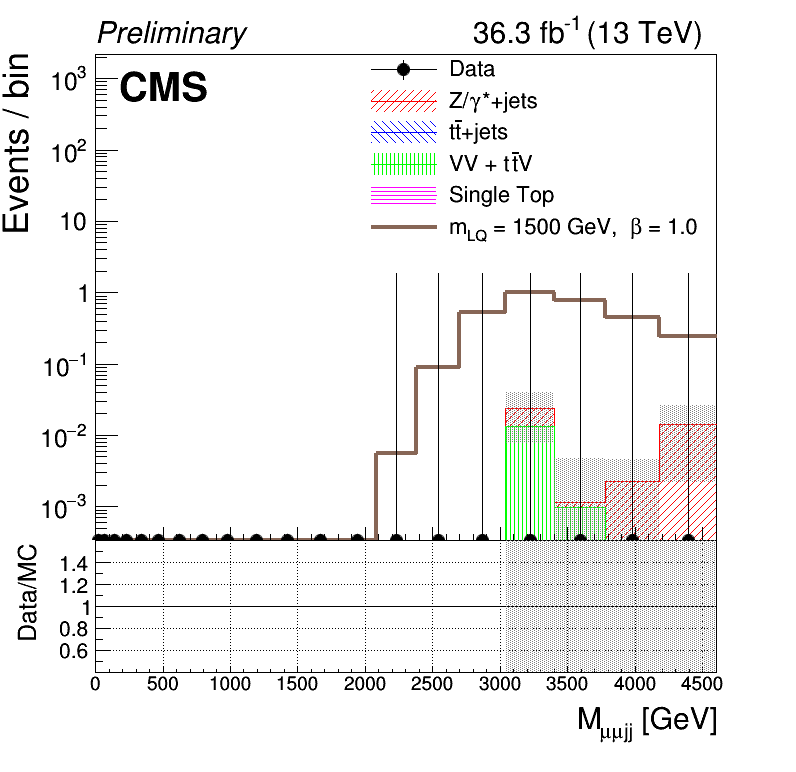 Preliminary 36.3 fb⁻¹ (13 TeV)
CMS
Events / bin
10³
10²
10
1
10⁻¹
10⁻²
10⁻³
Data
Z/γ*+jets
tt̄+jets
VV + tt̄V
Single Top
m_LQ = 1500 GeV, β = 1.0
Data/MC
1.4
1.2
1
0.8
0.6
0 500 1000 1500 2000 2500 3000 3500 4000 4500
M_μμjj [GeV]